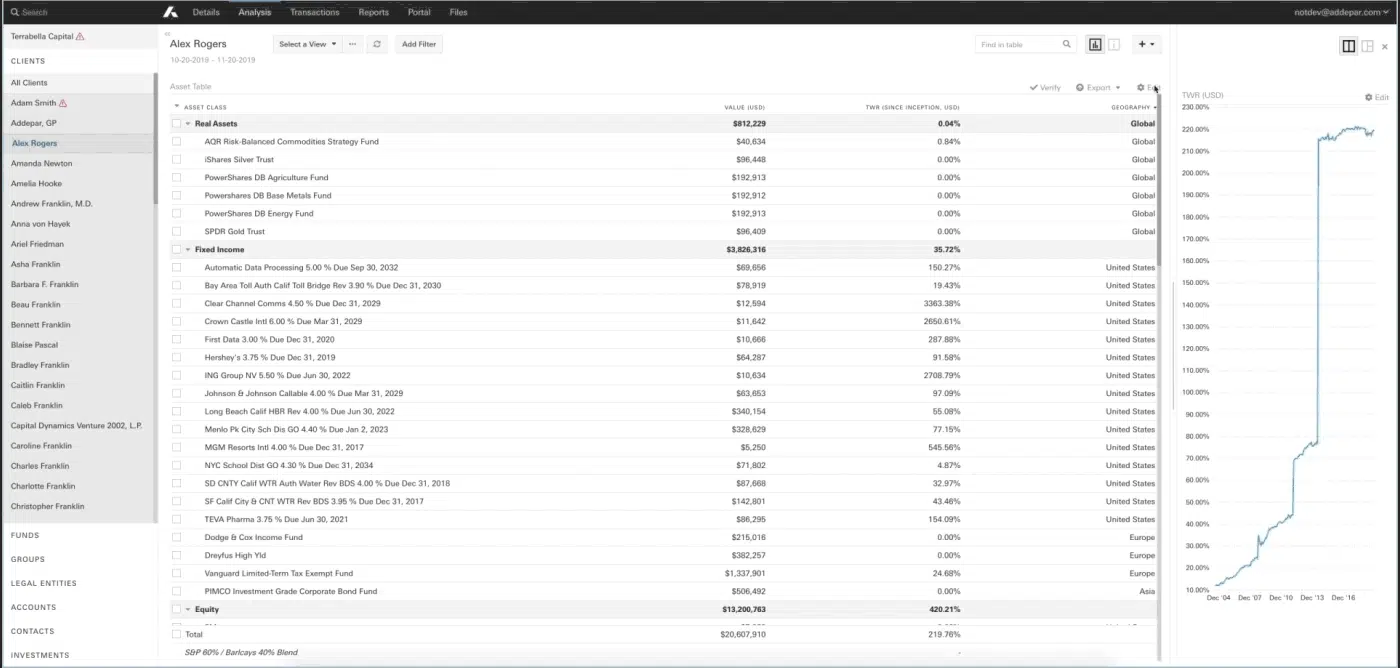 Search
Details Analysis Transactions Reports Portal Files
notdev@addepar.com
Terrabella Capital
CLIENTS
All Clients
Adam Smith
Addepar, GP
Alex Rogers
Amanda Newton
Amelia Hooke
Andrew Franklin, M.D.
Anna von Hayek
Ariel Friedman
Asha Franklin
Barbara F. Franklin
Beau Franklin
Bennett Franklin
Blaise Pascal
Bradley Franklin
Caitlin Franklin
Caleb Franklin
Capital Dynamics Venture 2002, L.P.
Caroline Franklin
Charles Franklin
Charlotte Franklin
Christopher Franklin
FUNDS
GROUPS
LEGAL ENTITIES
ACCOUNTS
CONTACTS
INVESTMENTS
Alex Rogers
10-20-2019 - 11-20-2019
Select a View
Add Filter
Find in table
Asset Table
Verify Export
ASSET CLASS VALUE (USD) TWR (SINCE INCEPTION, USD) GEOGRAPHY
Real Assets $812,229 0.04% Global
AQR Risk-Balanced Commodities Strategy Fund $40,634 0.84% Global
iShares Silver Trust $96,448 0.00% Global
PowerShares DB Agriculture Fund $192,913 0.00% Global
Powershares DB Base Metals Fund $192,912 0.00% Global
PowerShares DB Energy Fund $192,913 0.00% Global
SPDR Gold Trust $96,409 0.00% Global
Fixed Income $3,826,316 35.72%
Automatic Data Processing 5.00 % Due Sep 30, 2032 $69,656 150.27% United States
Bay Area Toll Auth Calif Toll Bridge Rev 3.90 % Due Dec 31, 2030 $78,919 19.43% United States
Clear Channel Comms 4.50 % Due Dec 31, 2029 $12,594 3363.38% United States
Crown Castle Intl 6.00 % Due Mar 31, 2029 $11,642 2650.61% United States
First Data 3.00 % Due Dec 31, 2020 $10,666 287.88% United States
Hershey's 3.75 % Due Dec 31, 2019 $64,287 91.58% United States
ING Group NV 5.50 % Due Jun 30, 2022 $10,634 2708.79% United States
Johnson & Johnson Callable 4.00 % Due Mar 31, 2029 $63,653 97.09% United States
Long Beach Calif HBR Rev 4.00 % Due Jun 30, 2022 $340,154 55.08% United States
Menlo Pk City Sch Dis GO 4.40 % Due Jan 2, 2023 $328,629 77.15% United States
MGM Resorts Intl 4.00 % Due Dec 31, 2017 $5,250 545.56% United States
NYC School Dist GO 4.30 % Due Dec 31, 2034 $71,802 4.87% United States
SD CNTY Calif WTR Auth Water Rev BDS 4.00 % Due Dec 31, 2018 $87,668 32.97% United States
SF Calif City & CNT WTR Rev BDS 3.95 % Due Dec 31, 2017 $142,801 43.46% United States
TEVA Pharma 3.75 % Due Jun 30, 2021 $86,295 154.09% United States
Dodge & Cox Income Fund $215,016 0.00% Europe
Dreyfus High Yld $382,257 0.00% Europe
Vanguard Limited-Term Tax Exempt Fund $1,337,901 24.68% Europe
PIMCO Investment Grade Corporate Bond Fund $506,492 0.00% Asia
Equity $13,200,763 420.21%
Total $20,607,910 219.76%
S&P 60% / Barlcays 40% Blend -
TWR (USD)
Edit
230.00%
220.00%
210.00%
200.00%
190.00%
180.00%
170.00%
160.00%
150.00%
140.00%
130.00%
120.00%
110.00%
100.00%
90.00%
80.00%
70.00%
60.00%
50.00%
40.00%
30.00%
20.00%
10.00%
Dec '04 Dec '07 Dec '10 Dec '13 Dec '16